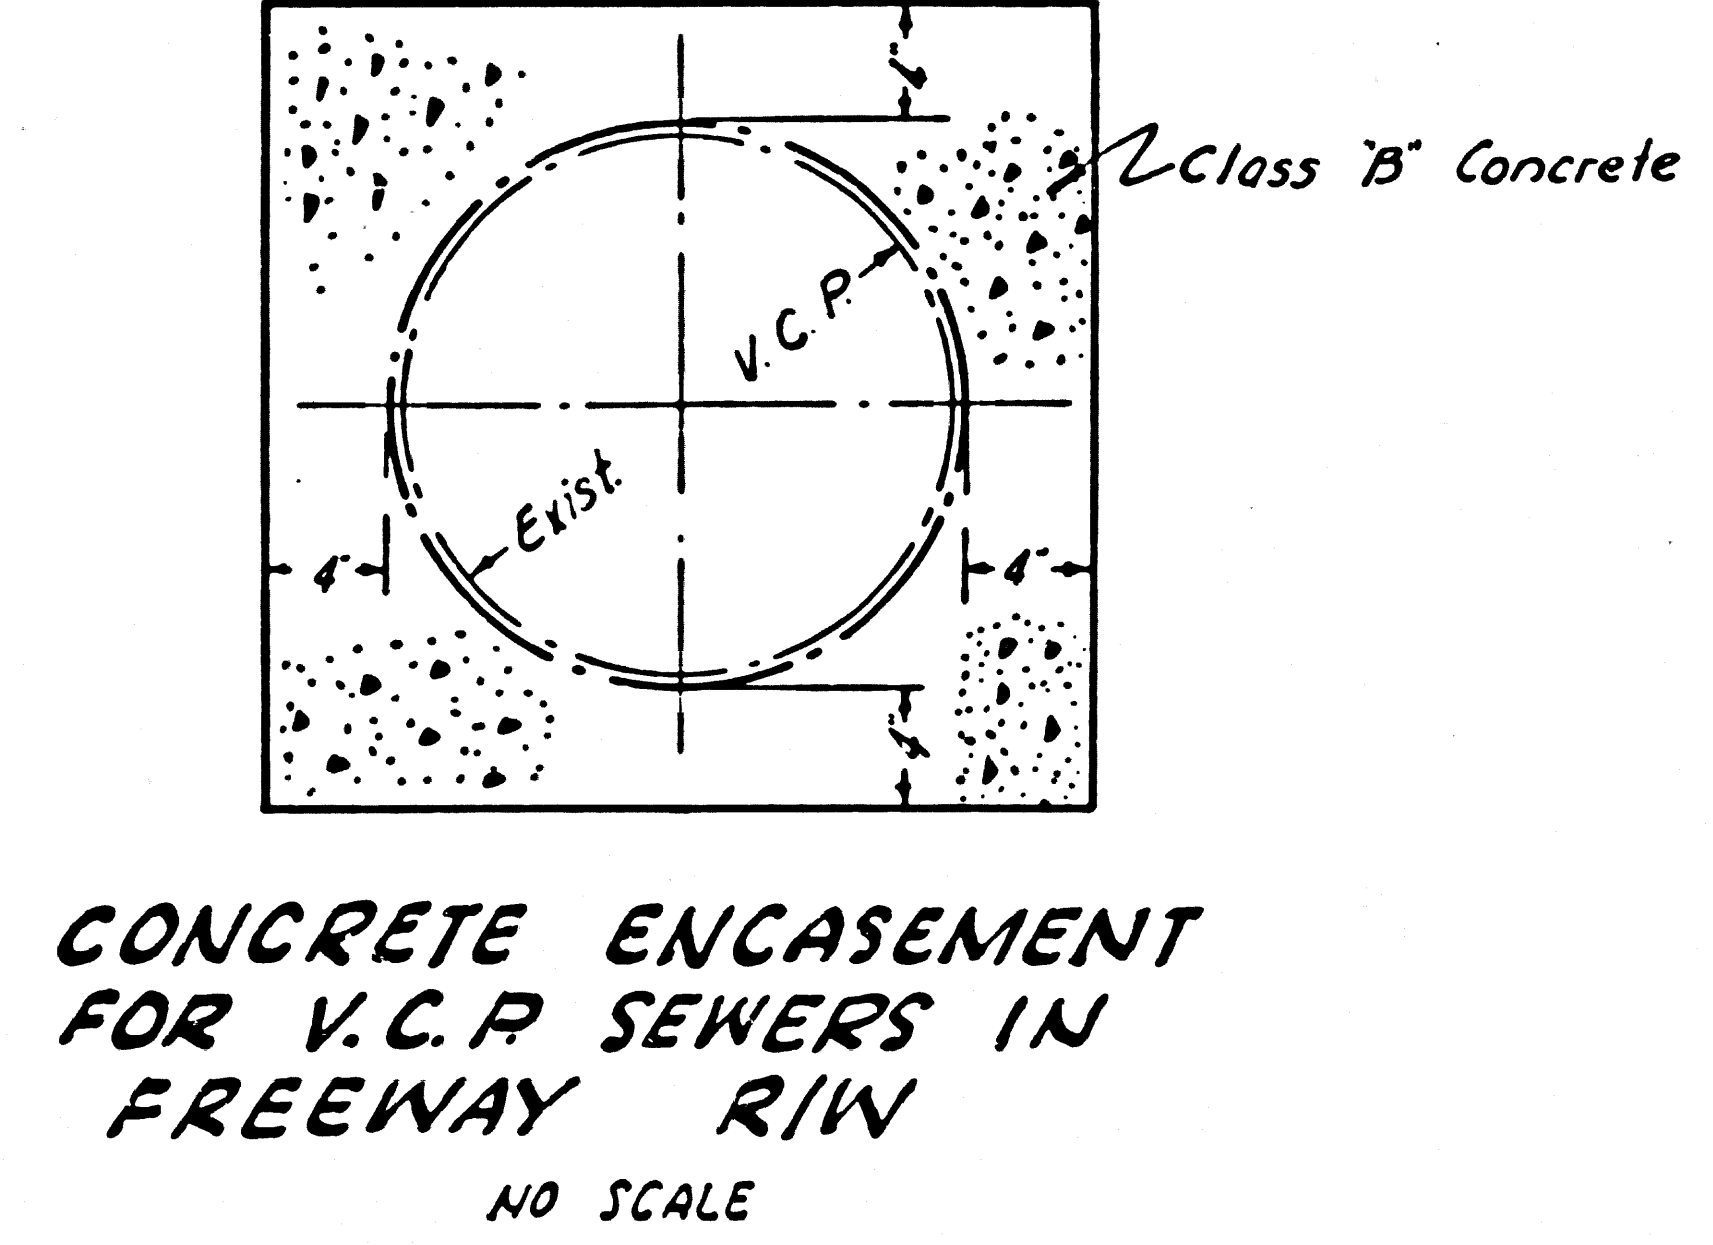 4"
Class "B" Concrete
V.C.P.
Exist.
4"
4"
4"
CONCRETE ENCASEMENT
FOR V.C.P. SEWERS IN
FREEWAY R/W
NO SCALE